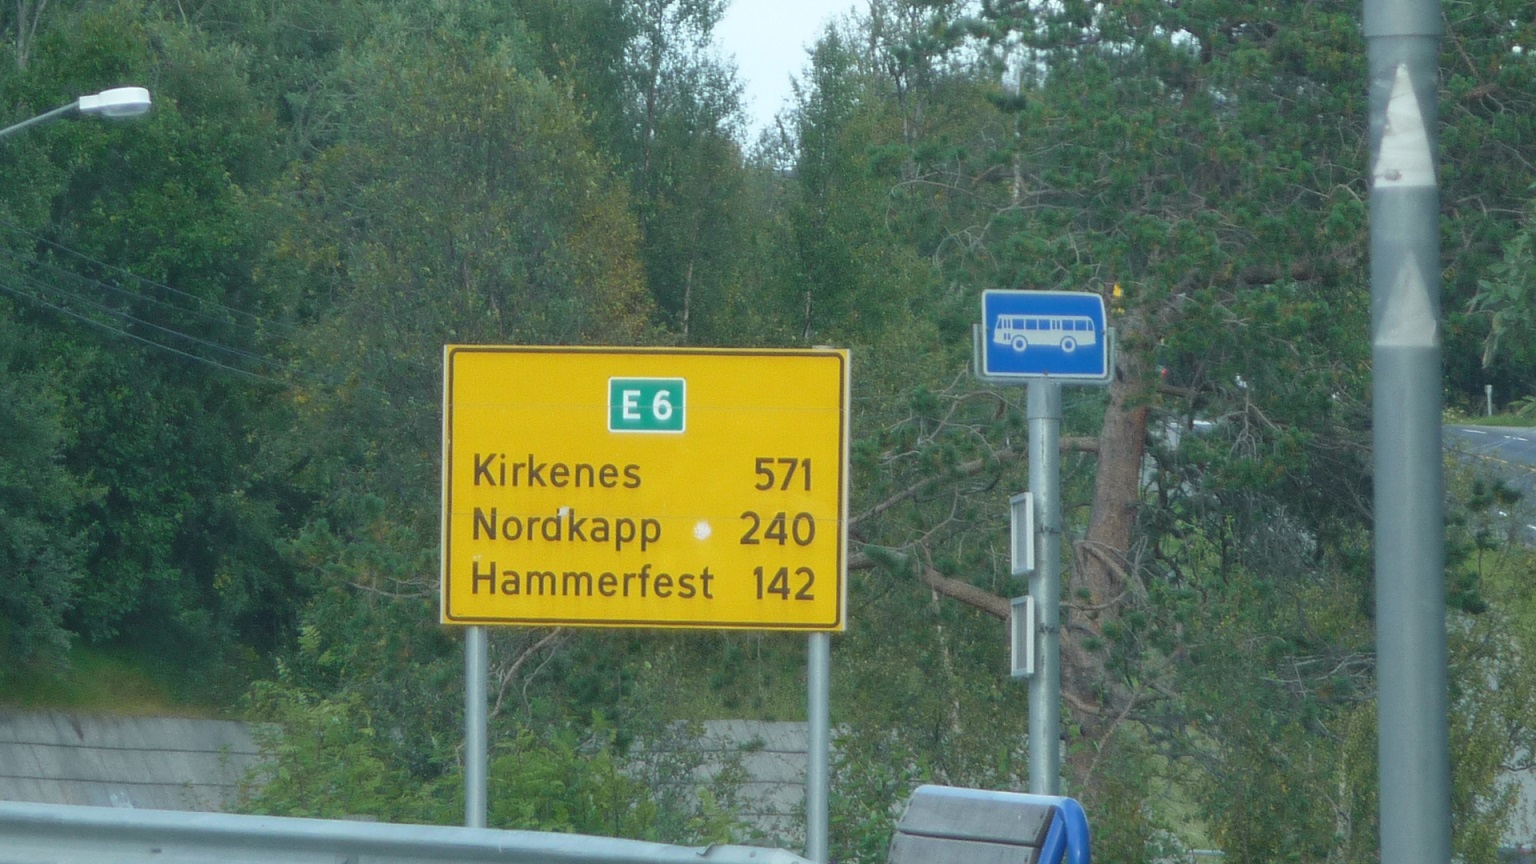 E 6
Kirkenes 571
Nordkapp 240
Hammerfest 142